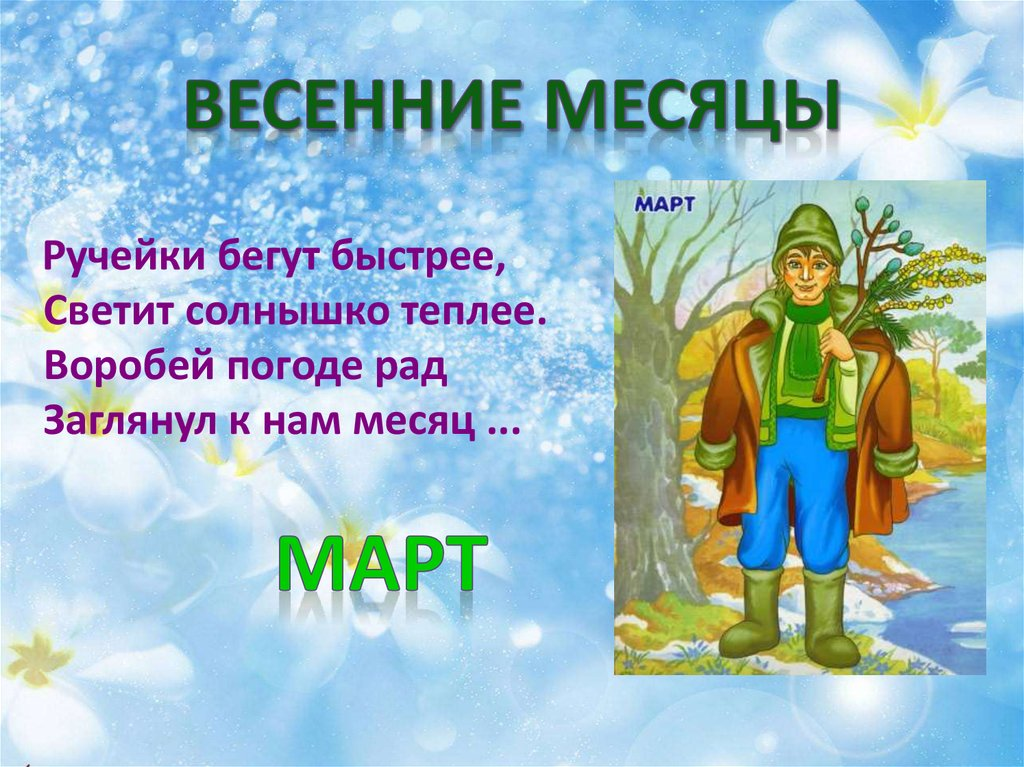 ВЕСЕННИЕ МЕСЯЦЫ
МАРТ
Ручейки бегут быстрее,
Светит солнышко теплее.
Воробей погоде рад
Заглянул к нам месяц ...
МАРТ